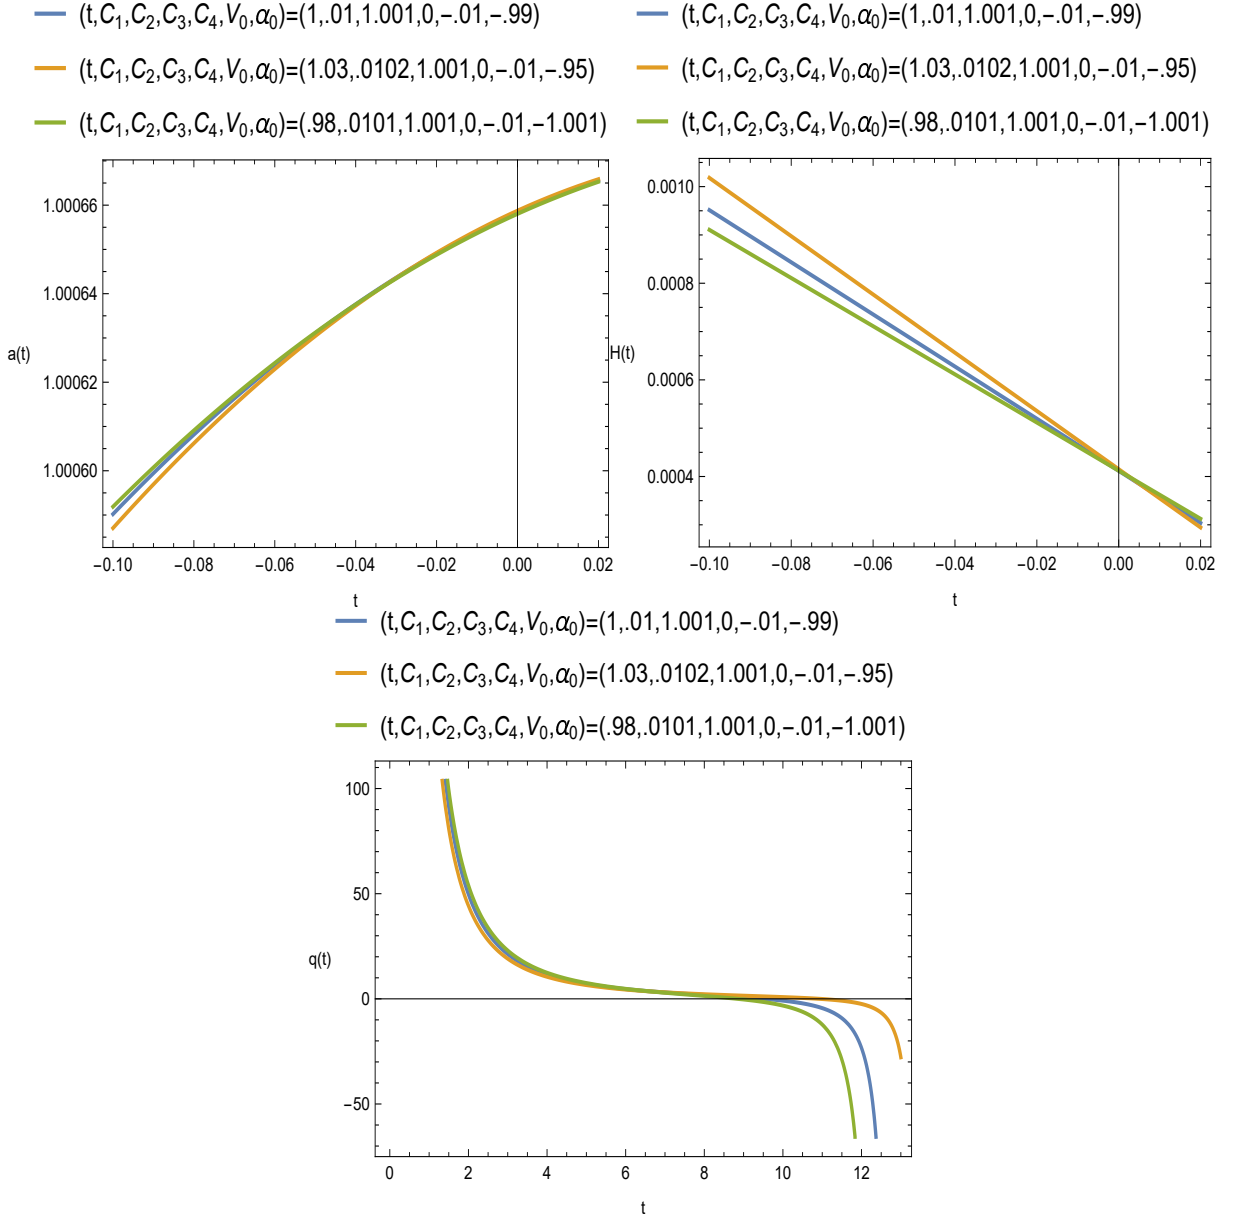 (t,C1,C2,C3,C4,V0,α0)=(1,.01,1.001,0,-.01,-.99)
(t,C1,C2,C3,C4,V0,α0)=(1.03,.0102,1.001,0,-.01,-.95)
(t,C1,C2,C3,C4,V0,α0)=(.98,.0101,1.001,0,-.01,-1.001)
1.00066
1.00064
1.00062
1.00060
a(t)
-0.10 -0.08 -0.06 -0.04 -0.02 0.00 0.02
t
(t,C1,C2,C3,C4,V0,α0)=(1,.01,1.001,0,-.01,-.99)
(t,C1,C2,C3,C4,V0,α0)=(1.03,.0102,1.001,0,-.01,-.95)
(t,C1,C2,C3,C4,V0,α0)=(.98,.0101,1.001,0,-.01,-1.001)
0.0010
0.0008
0.0006
0.0004
H(t)
-0.10 -0.08 -0.06 -0.04 -0.02 0.00 0.02
t
(t,C1,C2,C3,C4,V0,α0)=(1,.01,1.001,0,-.01,-.99)
(t,C1,C2,C3,C4,V0,α0)=(1.03,.0102,1.001,0,-.01,-.95)
(t,C1,C2,C3,C4,V0,α0)=(.98,.0101,1.001,0,-.01,-1.001)
100
50
0
-50
q(t)
0 2 4 6 8 10 12
t